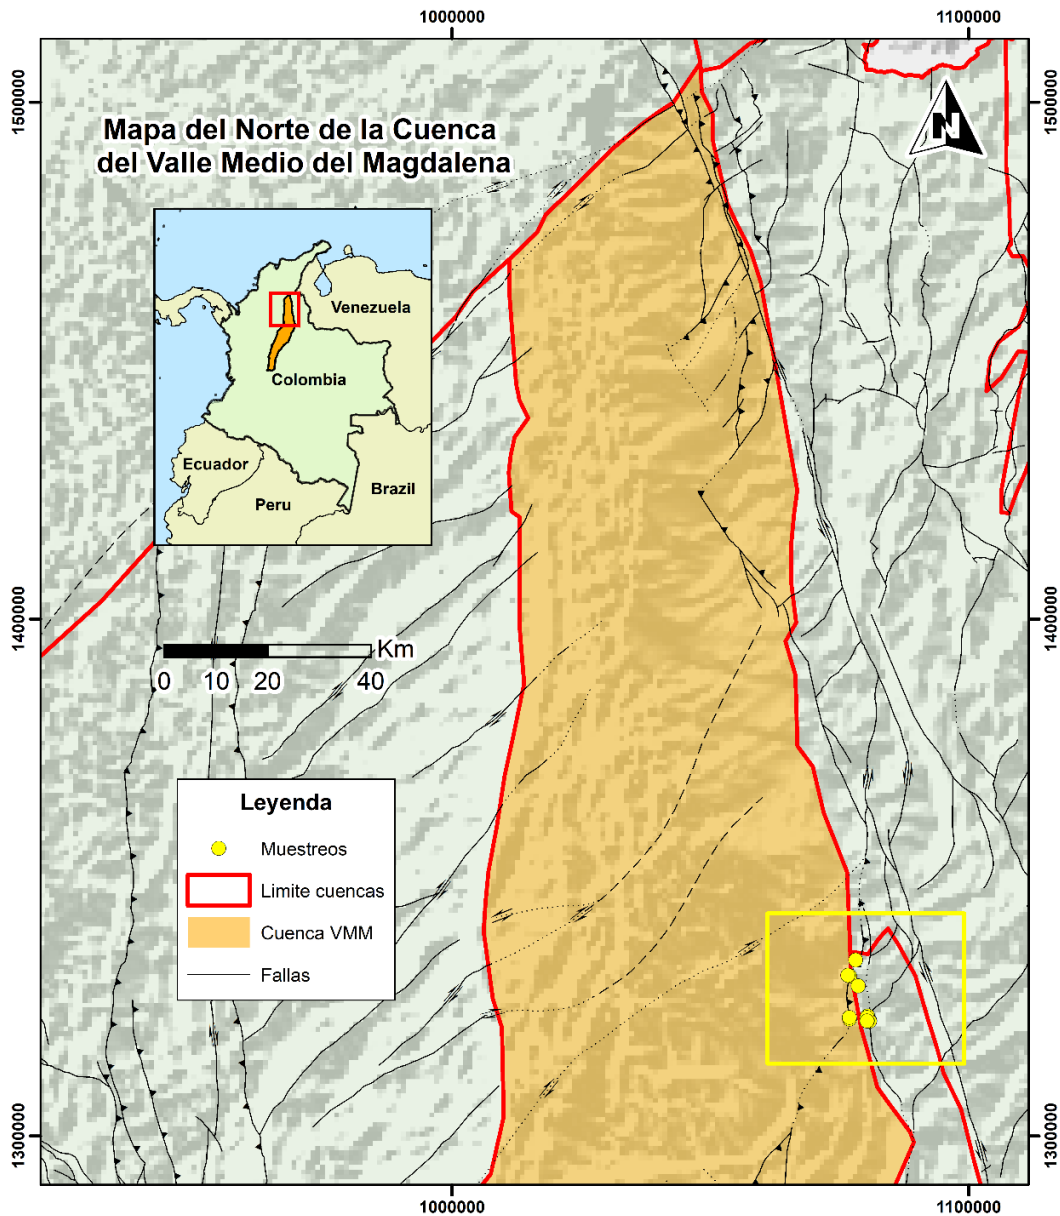 1000000
1100000
1500000
1500000
Mapa del Norte de la Cuenca
del Valle Medio del Magdalena
N
Venezuela
Colombia
Ecuador
Peru
Brazil
1400000
1400000
Km
0 10 20 40
Leyenda
Muestreos
Limite cuencas
Cuenca VMM
Fallas
1300000
1300000
1000000
1100000